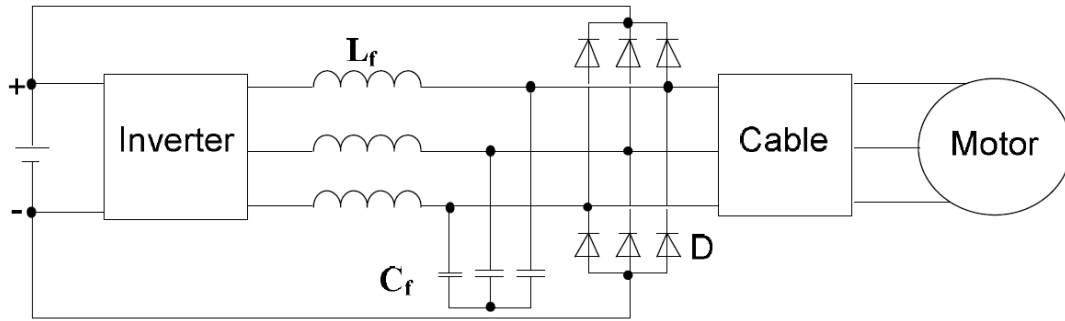 L_f
+
Inverter
Cable
Motor
-
D
C_f